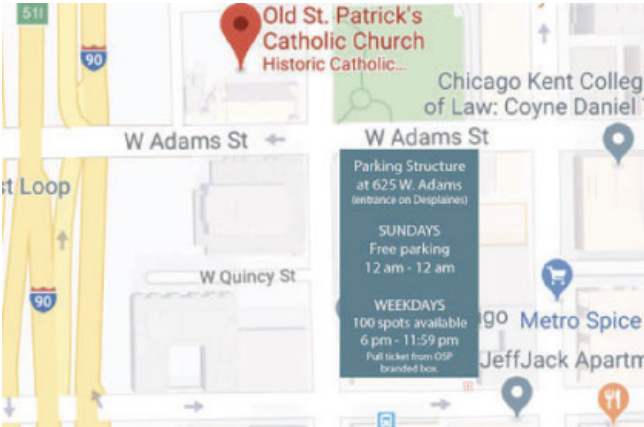 511
90
Old St. Patrick's
Catholic Church
Historic Catholic...
Chicago Kent Colleg
of Law: Coyne Daniel
W Adams St
W Adams St
st Loop
Parking Structure
at 625 W. Adams
(entrance on Desplaines)
SUNDAYS
Free parking
12 am - 12 am
W Quincy St
90
WEEKDAYS
100 spots available
6 pm - 11:59 pm
Pull ticket from OSP
branded box.
go
Metro Spice
JeffJack Apartm